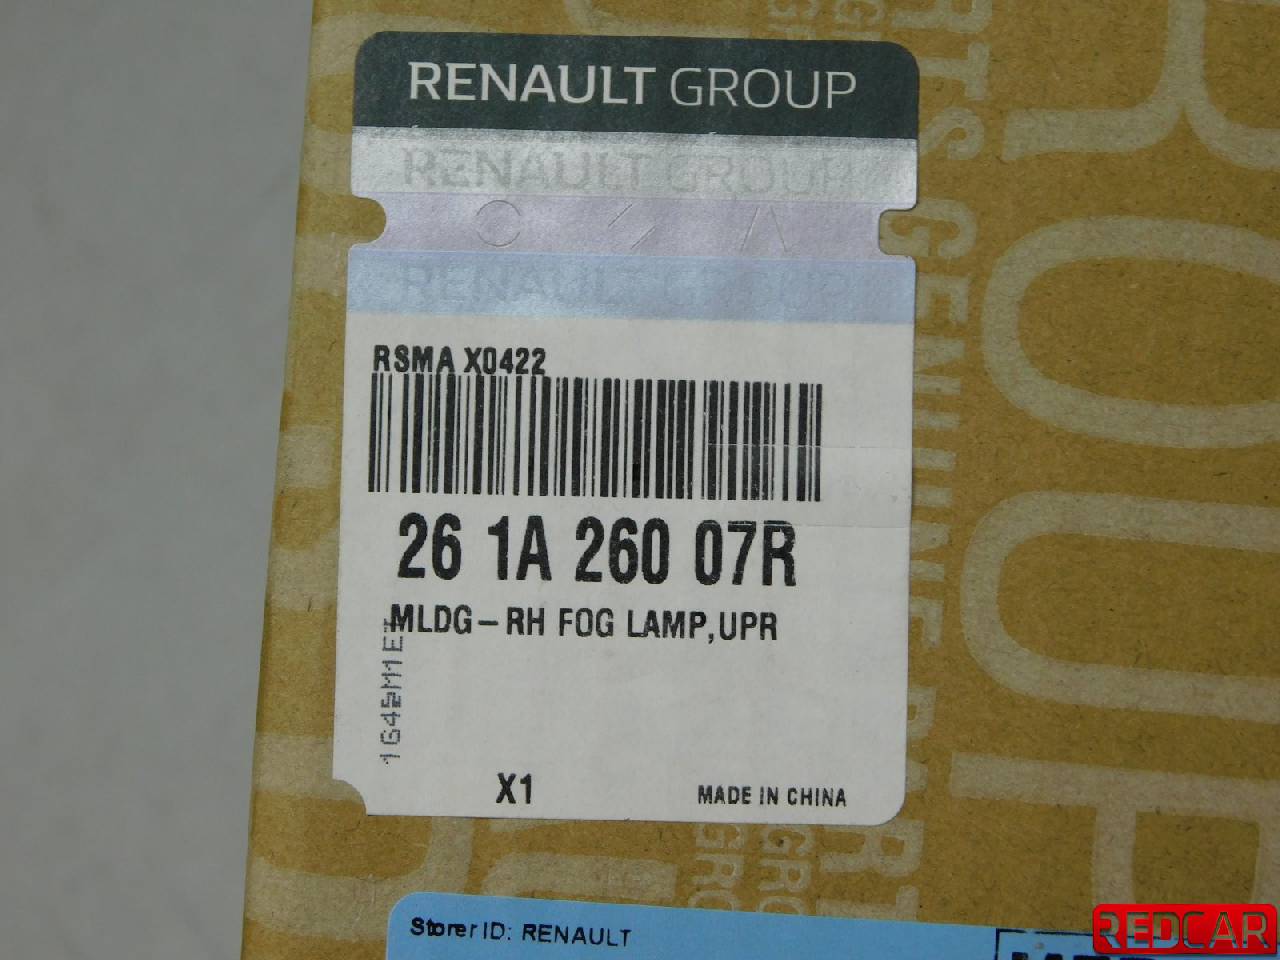 RENAULT GROUP
RENAULT GROUP
RENAULT GROUP
RSMA X0422
26 1A 260 07R
MLDG-RH FOG LAMP,UPR
X1
MADE IN CHINA
Storer ID: RENAULT
REDCAR